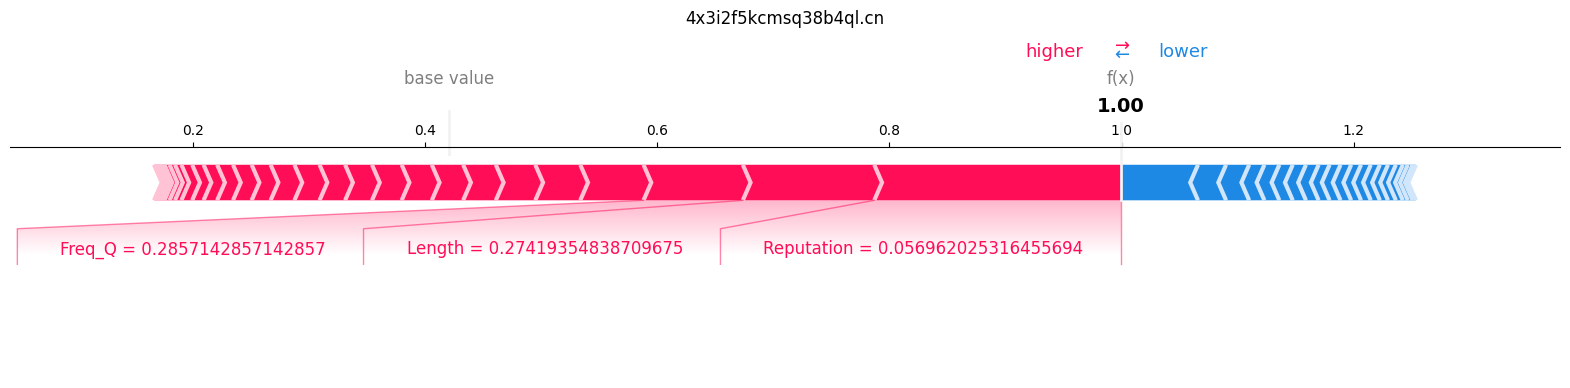 4x3i2f5kcmsq38b4ql.cn
higher ⇄ lower
base value f(x)
1.00
0.2 0.4 0.6 0.8 1.0 1.2
Freq_Q = 0.2857142857142857 Length = 0.27419354838709675 Reputation = 0.056962025316455694